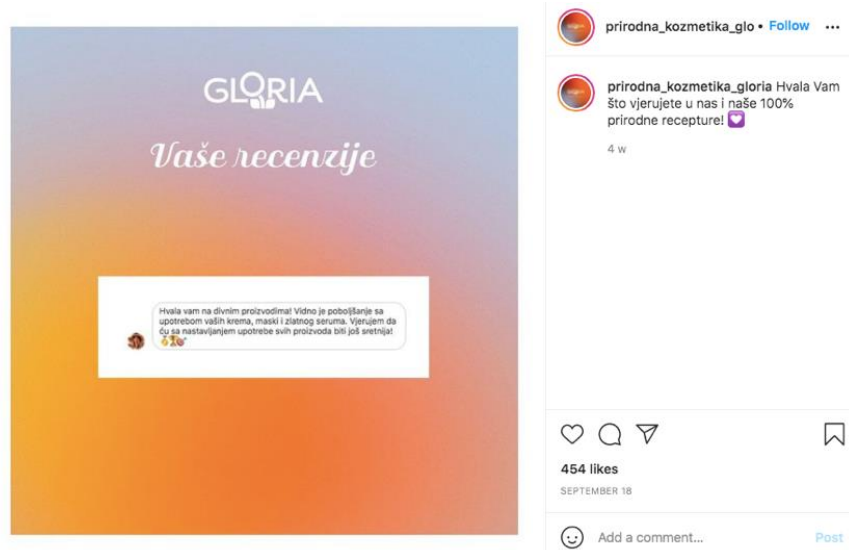 GLORIA
Vaše recenzije
Hvala vam na divnim proizvodima! Vidno je poboljšanje sa
upotrebom vaših krema, maski i zlatnog seruma. Vjerujem da
ću sa nastavljanjem upotrebe svih proizvoda biti još sretnija!
prirodna_kozmetika_glo • Follow
prirodna_kozmetika_gloria Hvala Vam
što vjerujete u nas i naše 100%
prirodne recepture!
4 w
454 likes
SEPTEMBER 18
Add a comment... Post